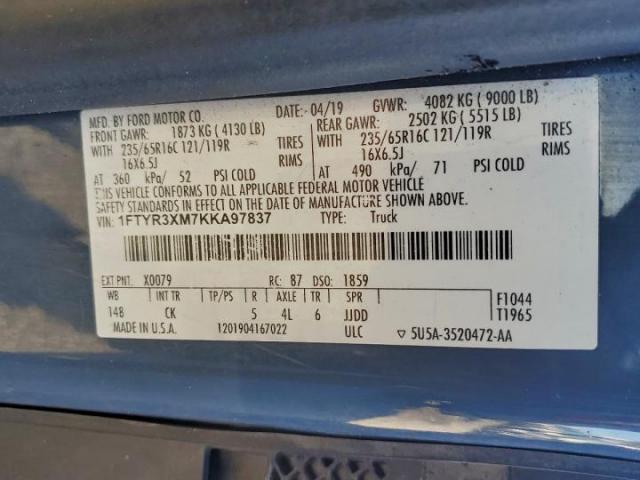 MFD. BY FORD MOTOR CO. DATE: 04/19 GVWR: 4082 KG ( 9000 LB)
FRONT GAWR: 1873 KG ( 4130 LB) REAR GAWR: 2502 KG ( 5515 LB)
WITH 235/65R16C 121/119R TIRES WITH 235/65R16C 121/119R TIRES
16X6.5J RIMS 16X6.5J RIMS
AT 360 kPa/ 52 PSI COLD AT 490 kPa/ 71 PSI COLD
THIS VEHICLE CONFORMS TO ALL APPLICABLE FEDERAL MOTOR VEHICLE
SAFETY STANDARDS IN EFFECT ON THE DATE OF MANUFACTURE SHOWN ABOVE.
VIN: 1FTYR3XM7KKA97837 TYPE: Truck
EXT PNT: X0079 RC: 87 DSO: 1859
WB INT TR TP/PS R AXLE TR SPR F1044
148 CK 5 4L 6 JJDD T1965
MADE IN U.S.A. 1201904167022 ULC ▽ 5U5A-3520472-AA